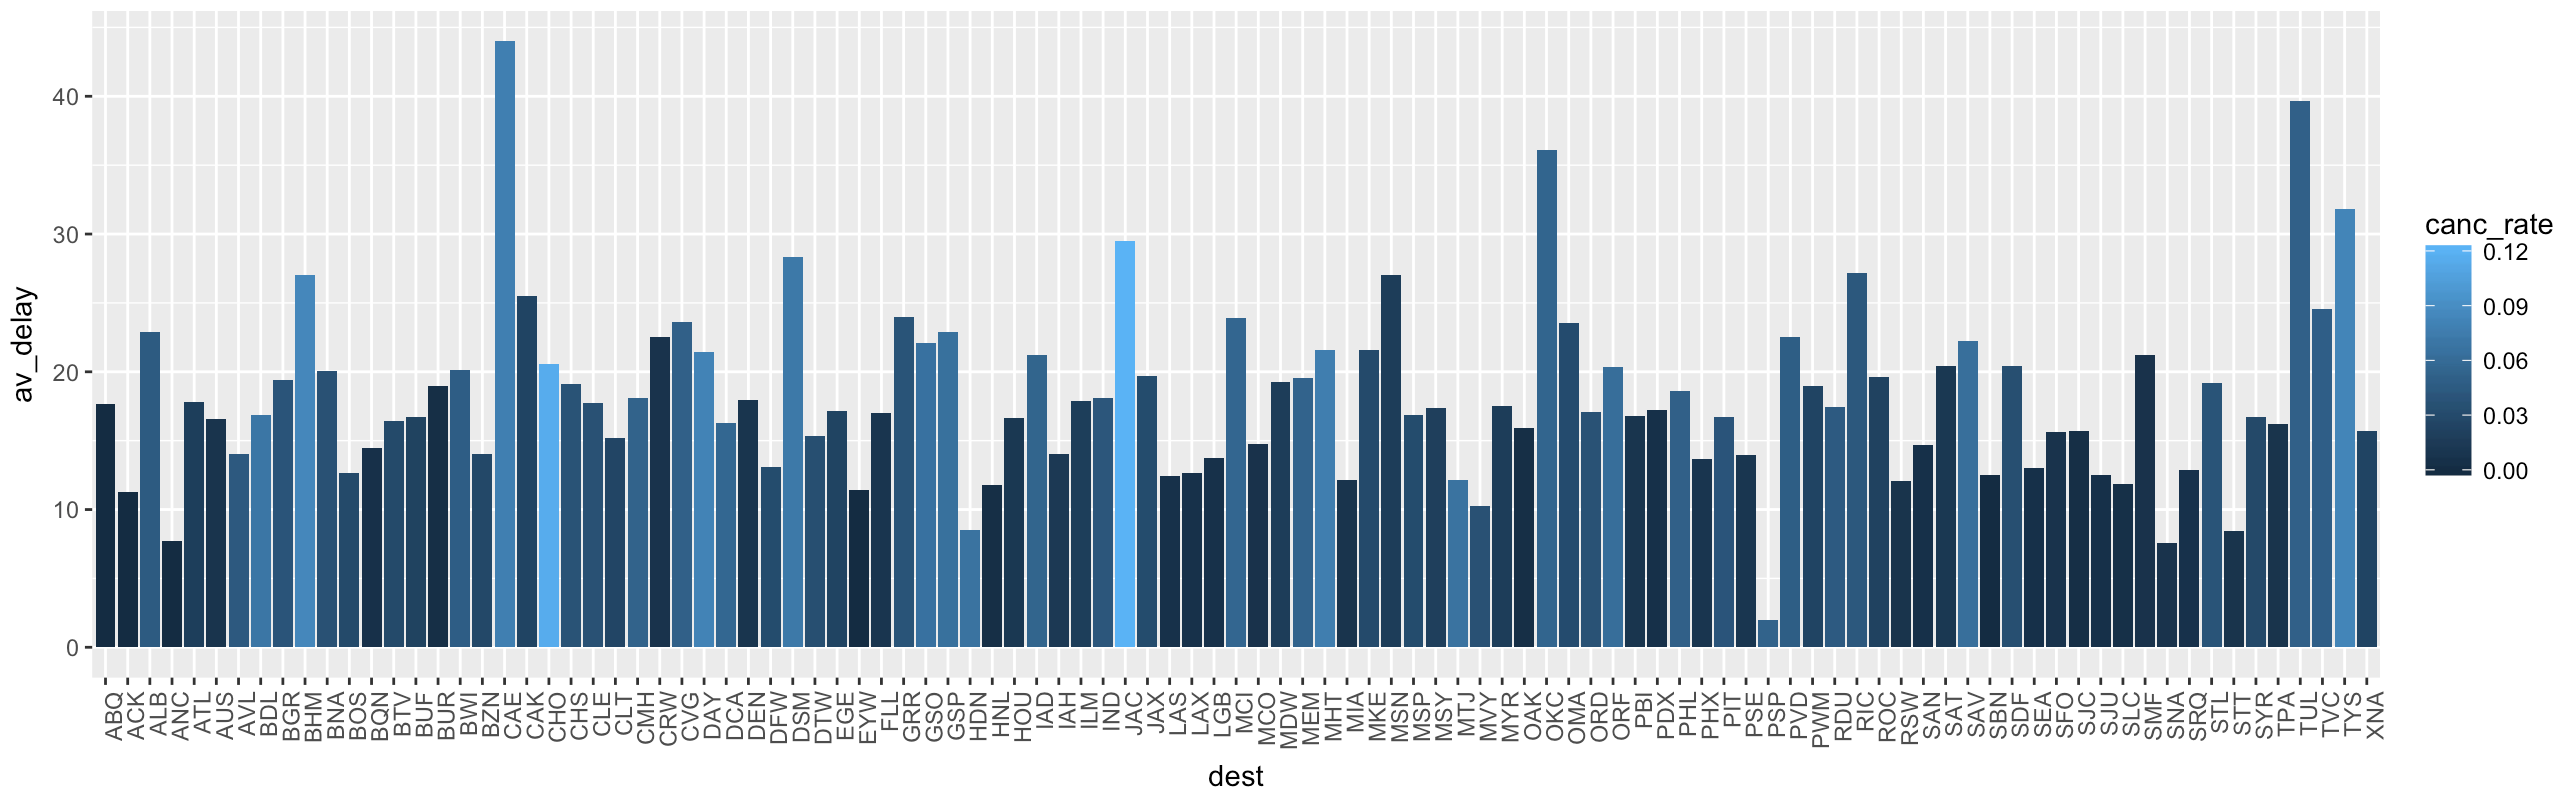 av_delay
40
30
20
10
0
ABQ ACK ALB ANC ATL AUS AVL BDL BGR BHM BNA BOS BQN BTV BUF BUR BWI BZN CAE CAK CHO CHS CLE CLT CMH CRW CVG DAY DCA DEN DFW DSM DTW EGE EYW FLL GRR GSO GSP HDN HNL HOU IAD IAH ILM IND JAC JAX LAS LAX LGB MCI MCO MDW MEM MHT MIA MKE MSN MSP MSY MTJ MVY MYR OAK OKC OMA ORD ORF PBI PDX PHL PHX PIT PSE PSP PVD PWM RDU RIC ROC RSW SAN SAT SAV SBN SDF SEA SFO SJC SJU SLC SMF SNA SRQ STL STT SYR TPA TUL TVC TYS XNA
dest
canc_rate
0.12
0.09
0.06
0.03
0.00